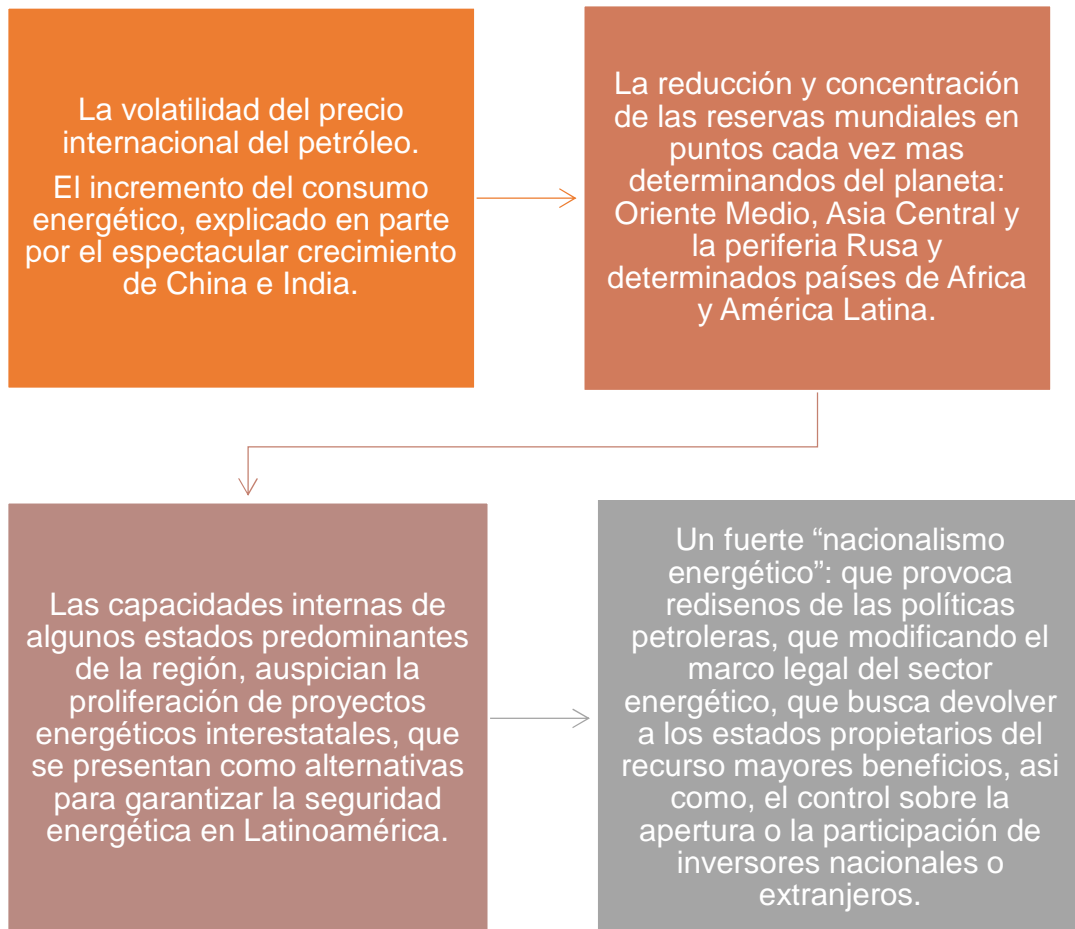 La volatilidad del precio
internacional del petróleo.
El incremento del consumo
energético, explicado en parte
por el espectacular crecimiento
de China e India.
La reducción y concentración
de las reservas mundiales en
puntos cada vez mas
determinandos del planeta:
Oriente Medio, Asia Central y
la periferia Rusa y
determinados países de Africa
y América Latina.
Las capacidades internas de
algunos estados predominantes
de la región, auspician la
proliferación de proyectos
energéticos interestatales, que
se presentan como alternativas
para garantizar la seguridad
energética en Latinoamérica.
Un fuerte “nacionalismo
energético”: que provoca
redisenos de las políticas
petroleras, que modificando el
marco legal del sector
energético, que busca devolver
a los estados propietarios del
recurso mayores beneficios, asi
como, el control sobre la
apertura o la participación de
inversores nacionales o
extranjeros.